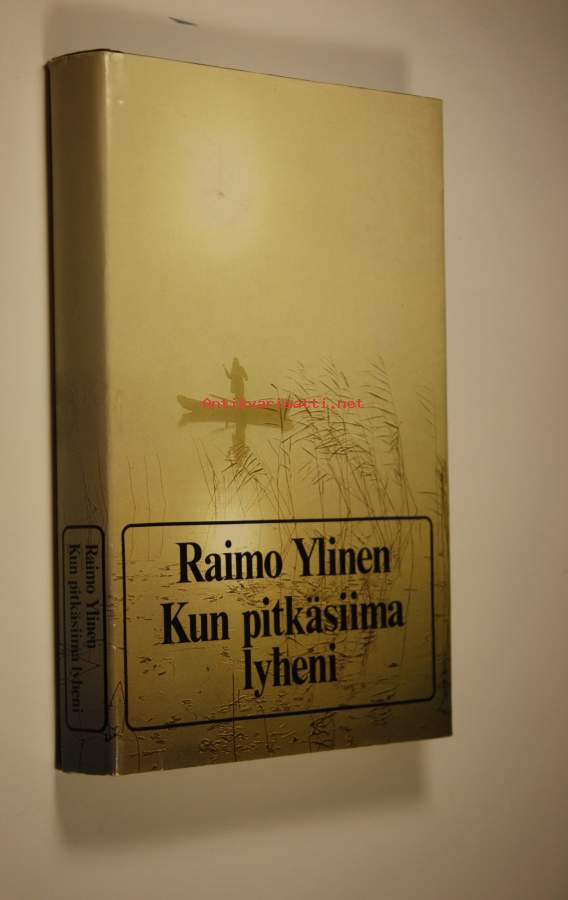 Antikvariaatti.net
Raimo Ylinen
Kun pitkäsiima
lyheni
Raimo Ylinen
Kun pitkäsiima lyheni